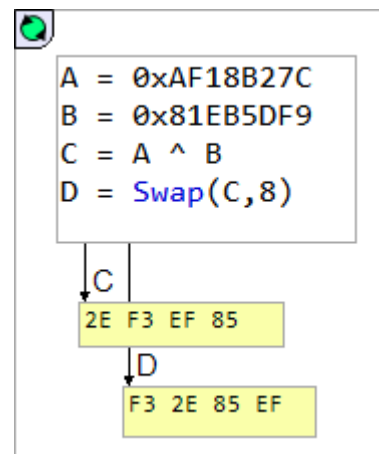 A = 0xAF18B27C
B = 0x81EB5DF9
C = A ^ B
D = Swap(C,8)
C
2E F3 EF 85
D
F3 2E 85 EF